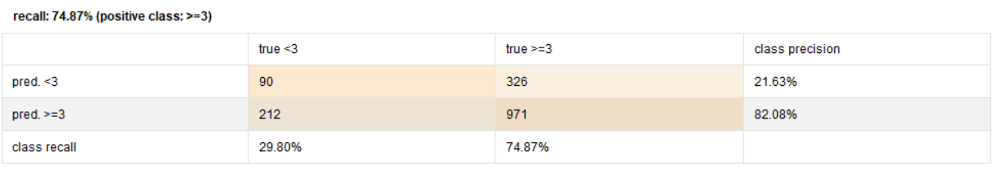 recall: 74.87% (positive class: >=3)
true <3 true >=3 class precision
pred. <3 90 326 21.63%
pred. >=3 212 971 82.08%
class recall 29.80% 74.87%